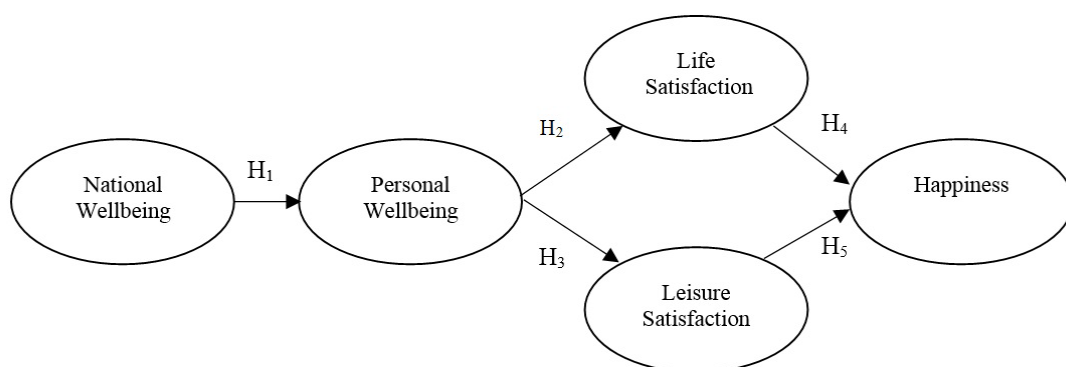 Life
Satisfaction
H₂
H₄
H₁
National
Wellbeing
Personal
Wellbeing
Happiness
H₃
H₅
Leisure
Satisfaction